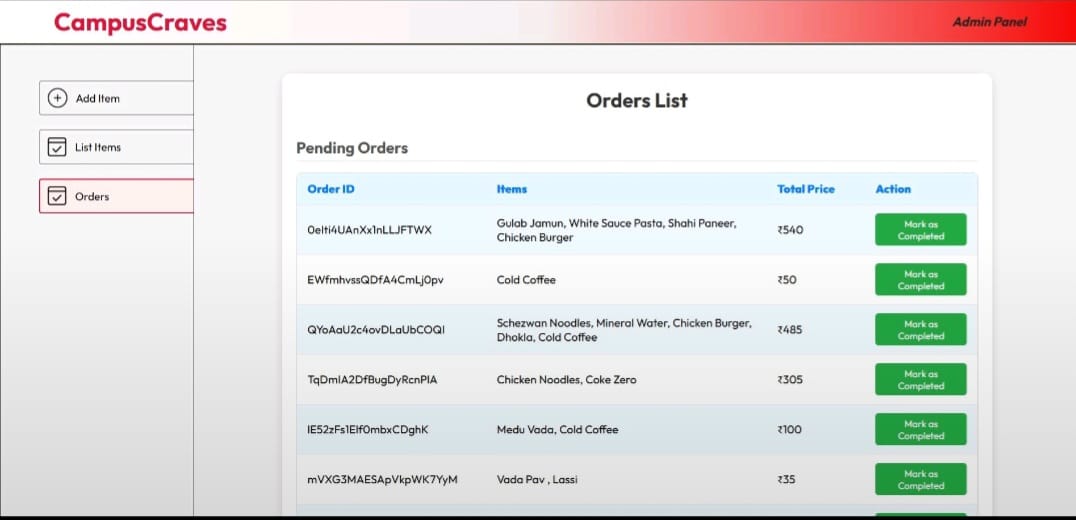 CampusCraves
Admin Panel
Add Item
List Items
Orders
Orders List
Pending Orders
Order ID Items Total Price Action
0eIti4UAnXx1nLLJFTWX Gulab Jamun, White Sauce Pasta, Shahi Paneer, ₹540 Mark as
Chicken Burger Completed
EWfmhvssQDfA4CmLj0pv Cold Coffee ₹50 Mark as
Completed
QYoAaU2c4ovDLaUbCOQI Schezwan Noodles, Mineral Water, Chicken Burger, ₹485 Mark as
Dhokla, Cold Coffee Completed
TqDmIA2DfBugDyRcnPIA Chicken Noodles, Coke Zero ₹305 Mark as
Completed
IE52zFs1EIfOmbxCDghK Medu Vada, Cold Coffee ₹100 Mark as
Completed
mVXG3MAESApVkpWK7YyM Vada Pav , Lassi ₹35 Mark as
Completed